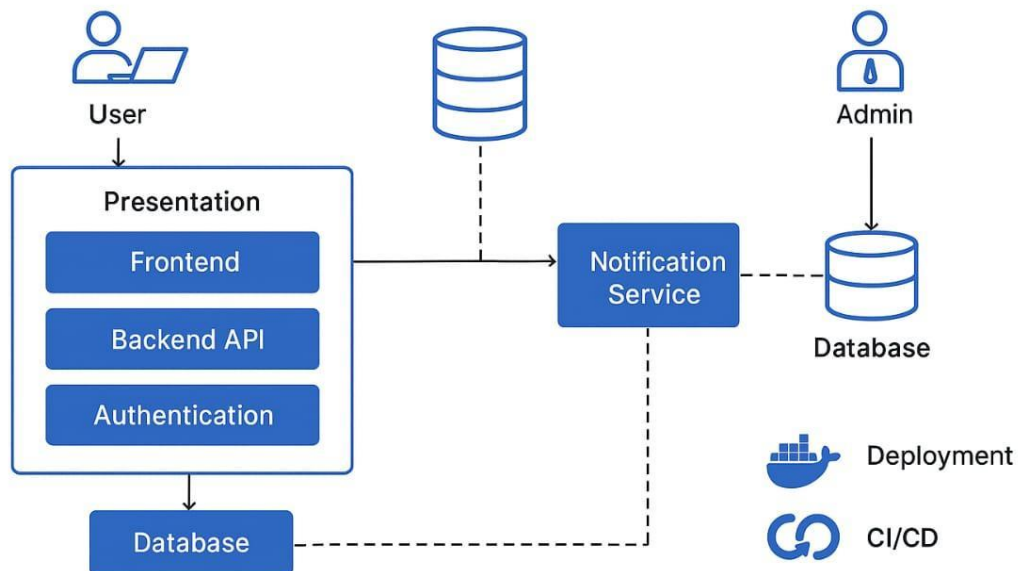 User
Admin
Presentation
Frontend
Backend API
Authentication
Notification
Service
Database
Database
Deployment
CI/CD